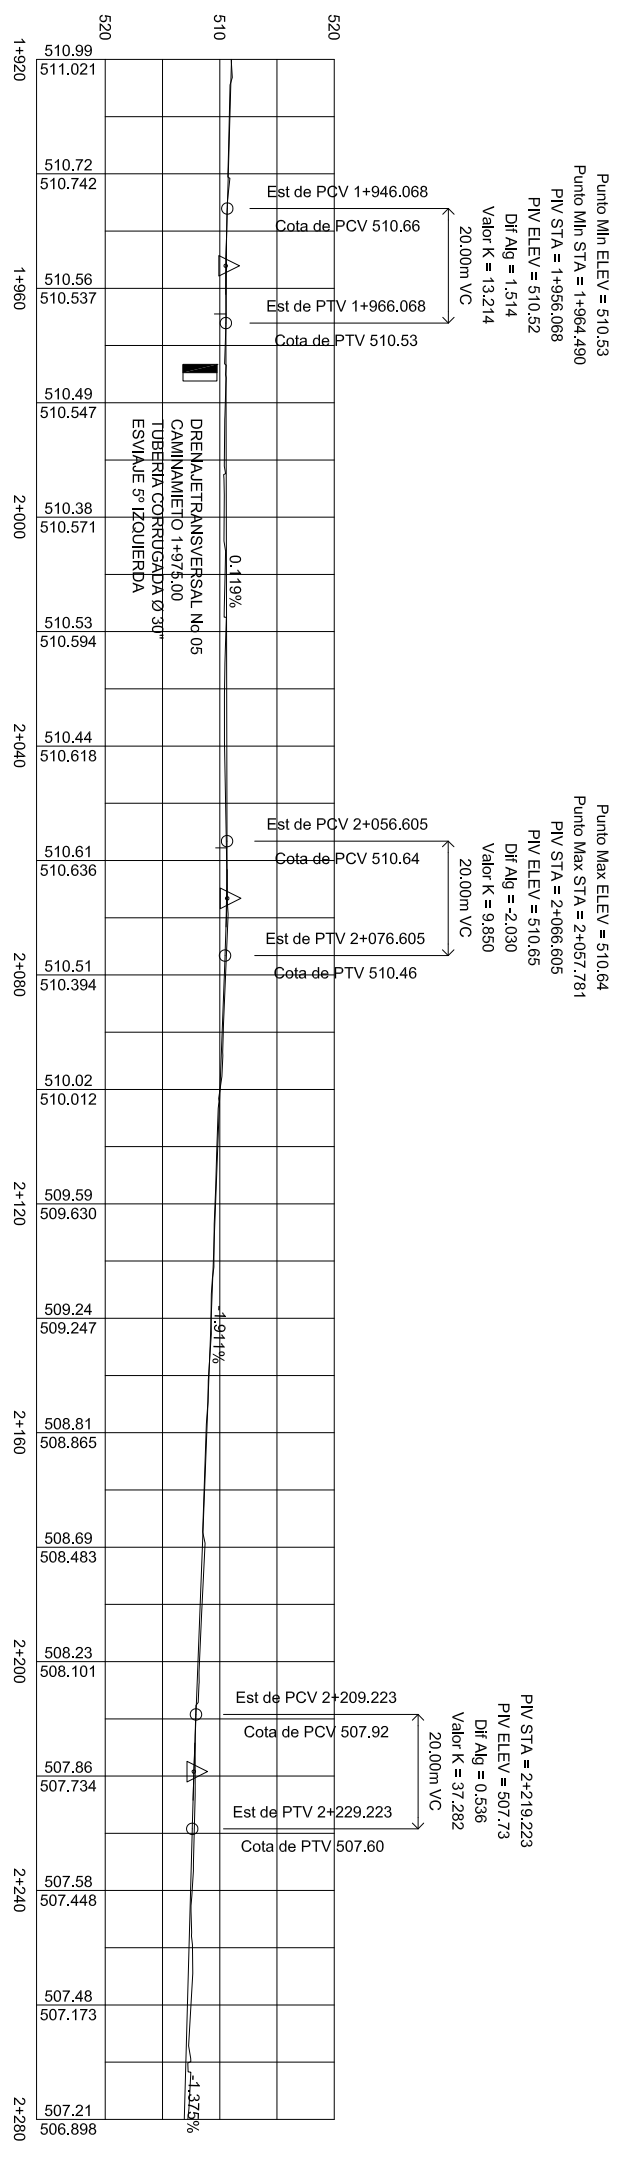 520
510
520
1+920
510.99
511.021
510.72
510.742
1+960
510.56
510.537
510.49
510.547
2+000
510.38
510.571
510.53
510.594
2+040
510.44
510.618
510.61
510.636
2+080
510.51
510.394
510.02
510.012
2+120
509.59
509.630
509.24
509.247
2+160
508.81
508.865
508.69
508.483
2+200
508.23
508.101
507.86
507.734
2+240
507.58
507.448
507.48
507.173
2+280
507.21
506.898
Punto MIn ELEV = 510.53
Punto MIn STA = 1+964.490
PIV STA = 1+956.068
PIV ELEV = 510.52
Dif Alg = 1.514
Valor K = 13.214
20.00m VC
Est de PCV 1+946.068
Cota de PCV 510.66
Est de PTV 1+966.068
Cota de PTV 510.53
DRENAJETRANSVERSAL No 05
CAMINAMIETO 1+975.00
TUBERIA CORRUGADA Ø 30"
ESVIAJE 5° IZQUIERDA
0.119%
Punto Max ELEV = 510.64
Punto Max STA = 2+057.781
PIV STA = 2+066.605
PIV ELEV = 510.65
Dif Alg = -2.030
Valor K = 9.850
20.00m VC
Est de PCV 2+056.605
Cota de PCV 510.64
Est de PTV 2+076.605
Cota de PTV 510.46
-1.911%
PIV STA = 2+219.223
PIV ELEV = 507.73
Dif Alg = 0.536
Valor K = 37.282
20.00m VC
Est de PCV 2+209.223
Cota de PCV 507.92
Est de PTV 2+229.223
Cota de PTV 507.60
-1.375%